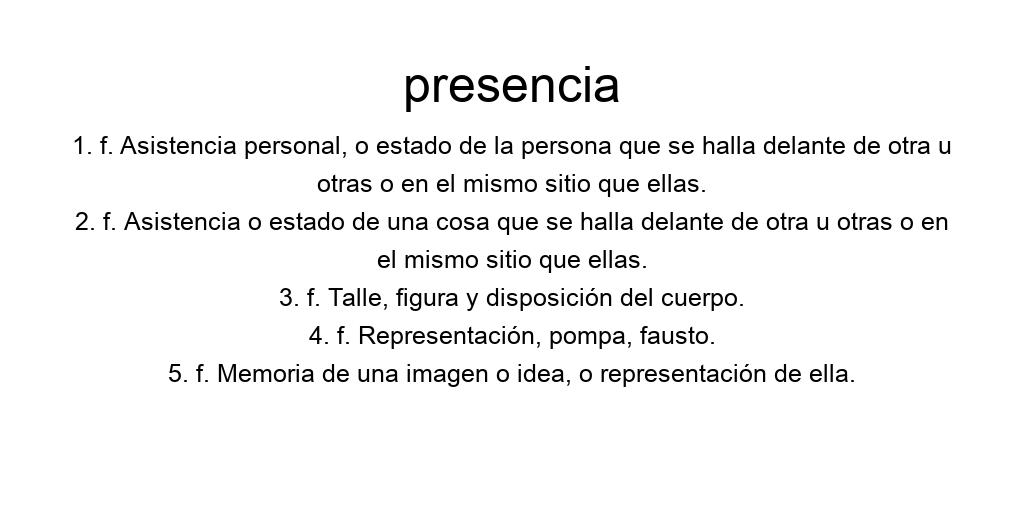 presencia
1. f. Asistencia personal, o estado de la persona que se halla delante de otra u
otras o en el mismo sitio que ellas.
2. f. Asistencia o estado de una cosa que se halla delante de otra u otras o en
el mismo sitio que ellas.
3. f. Talle, figura y disposición del cuerpo.
4. f. Representación, pompa, fausto.
5. f. Memoria de una imagen o idea, o representación de ella.